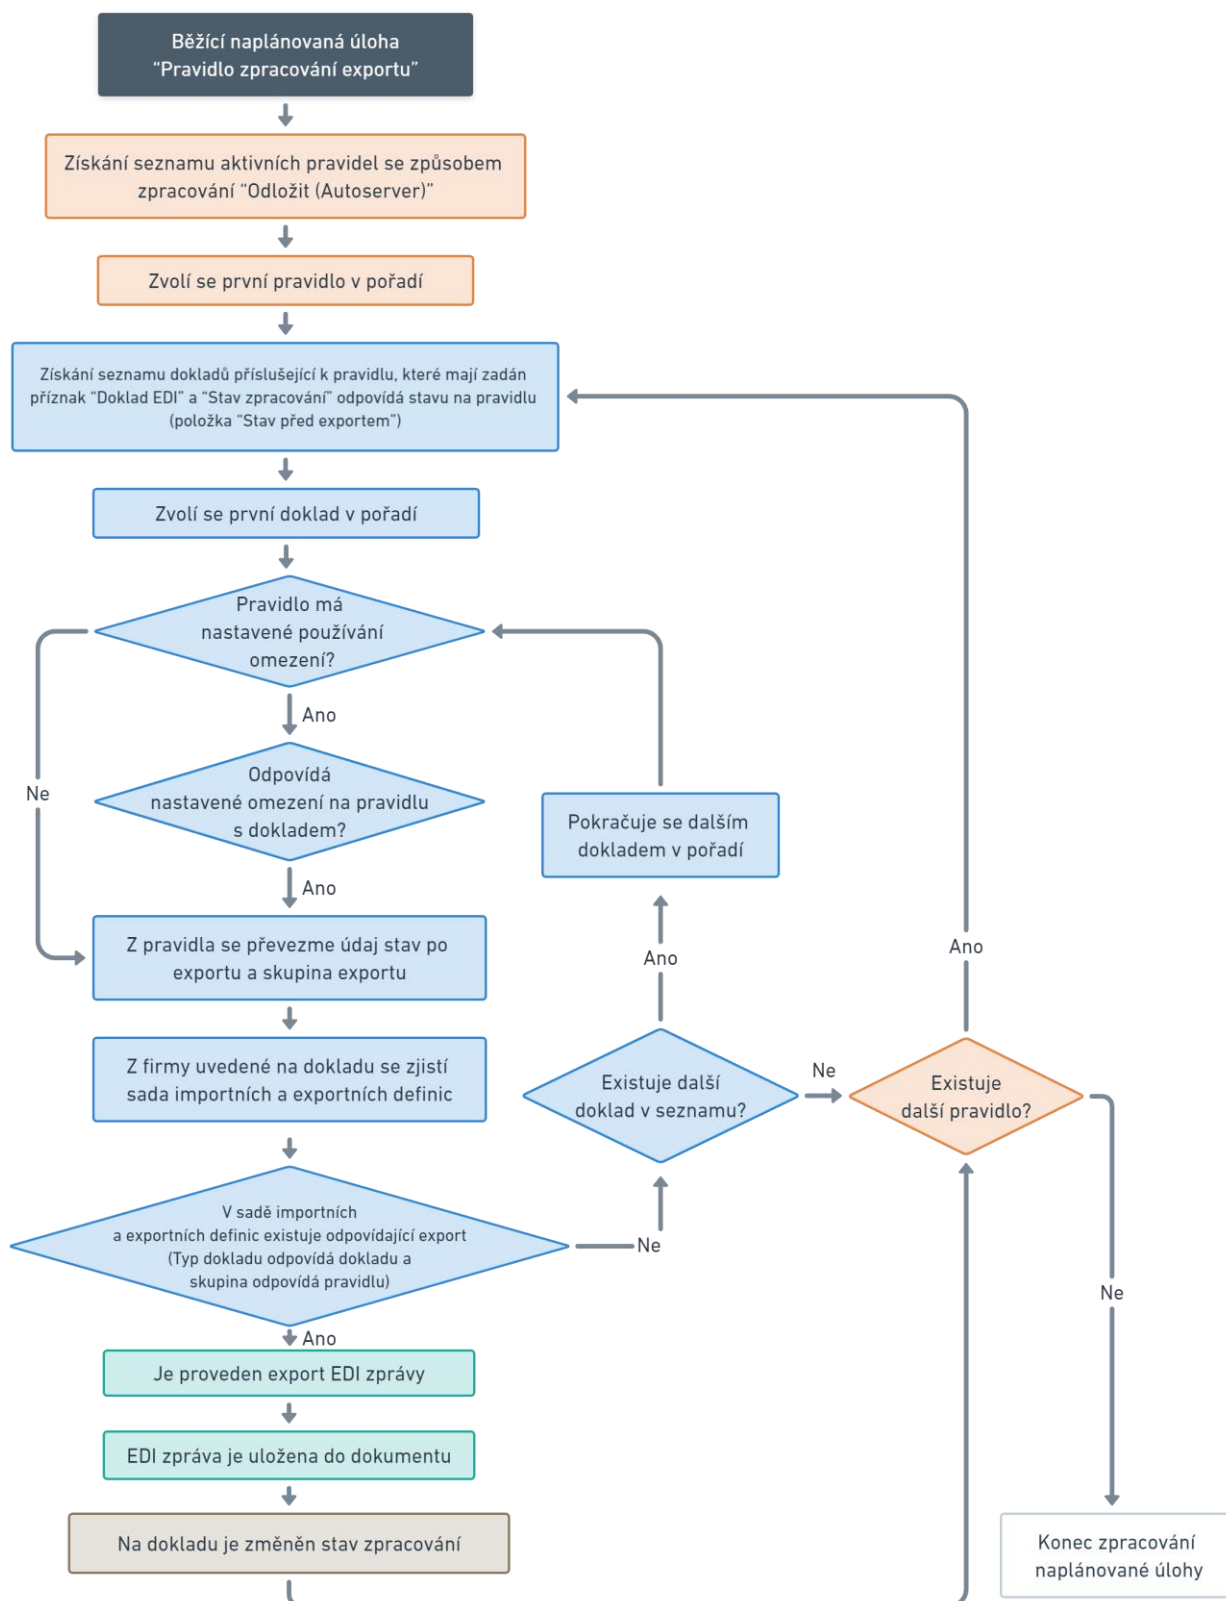 Běžící naplánovaná úloha
“Pravidlo zpracování exportu”
Získání seznamu aktivních pravidel se způsobem
zpracování “Odložit (Autoserver)”
Zvolí se první pravidlo v pořadí
Získání seznamu dokladů příslušející k pravidlu, které mají zadán
příznak “Doklad EDI” a “Stav zpracování” odpovídá stavu na pravidlu
(položka “Stav před exportem”)
Zvolí se první doklad v pořadí
Pravidlo má
nastavené používání
omezení?
Ano
Ne
Odpovídá
nastavené omezení na pravidlu
s dokladem?
Pokračuje se dalším
dokladem v pořadí
Ano
Z pravidla se převezme údaj stav po
exportu a skupina exportu
Ano
Ano
Z firmy uvedené na dokladu se zjistí
sada importních a exportních definic
Existuje další
doklad v seznamu?
Ne
Existuje
další pravidlo?
V sadě importních
a exportních definic existuje odpovídající export
(Typ dokladu odpovídá dokladu a
skupina odpovídá pravidlu)
Ne
Ne
Ano
Je proveden export EDI zprávy
EDI zpráva je uložena do dokumentu
Na dokladu je změněn stav zpracování
Konec zpracování
naplánované úlohy